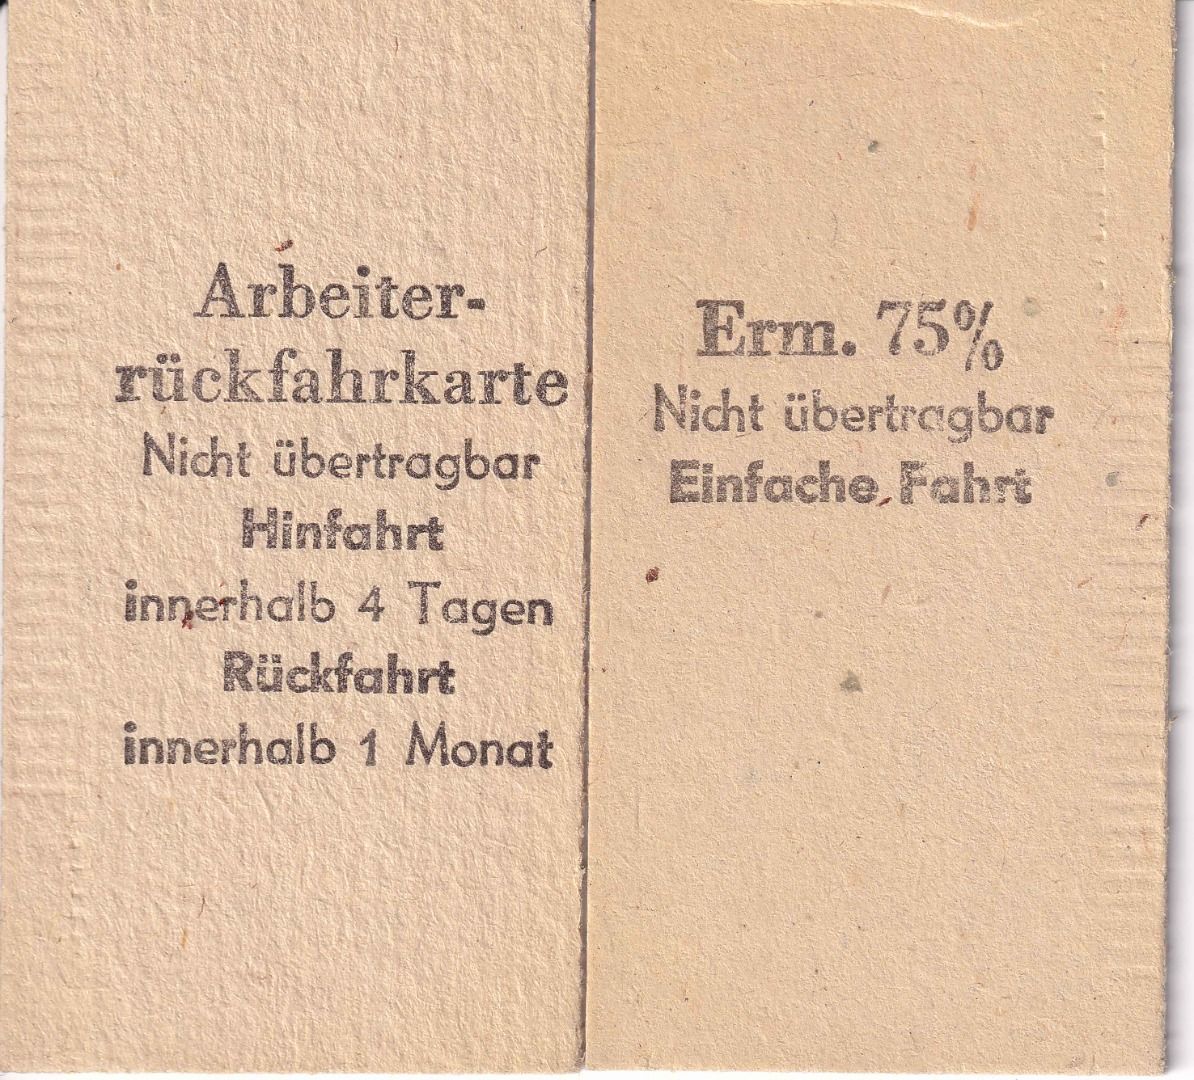 Arbeiter-
rückfahrkarte
Nicht übertragbar
Hinfahrt
innerhalb 4 Tagen
Rückfahrt
innerhalb 1 Monat
Erm. 75%
Nicht übertragbar
Einfache Fahrt